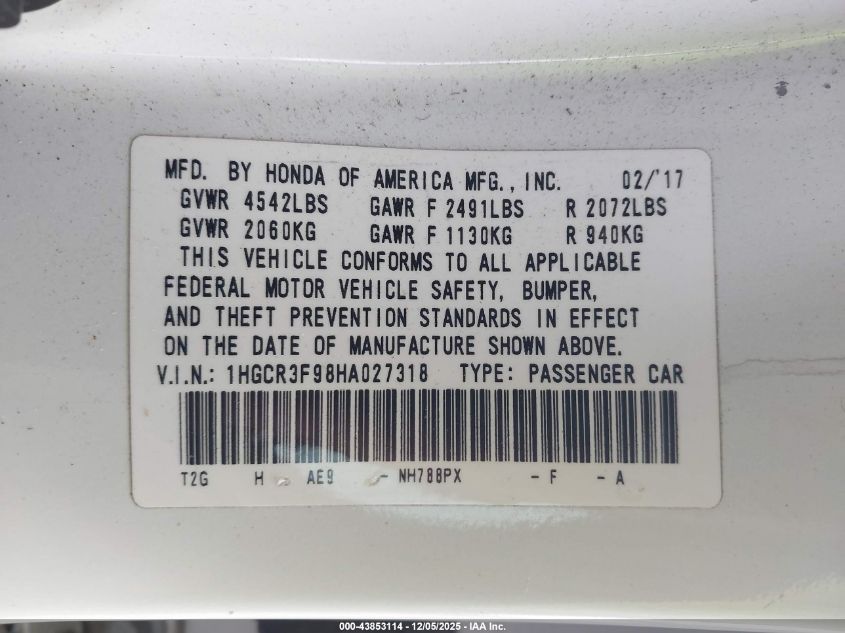 MFD. BY HONDA OF AMERICA MFG., INC. 02/'17
GVWR 4542LBS GAWR F 2491LBS R 2072LBS
GVWR 2060KG GAWR F 1130KG R 940KG
THIS VEHICLE CONFORMS TO ALL APPLICABLE
FEDERAL MOTOR VEHICLE SAFETY, BUMPER,
AND THEFT PREVENTION STANDARDS IN EFFECT
ON THE DATE OF MANUFACTURE SHOWN ABOVE.
V.I.N.: 1HGCR3F98HA027318 TYPE: PASSENGER CAR
T2G H AE9 - NH788PX - F - A
000-43853114 - 12/05/2025 - IAA Inc.